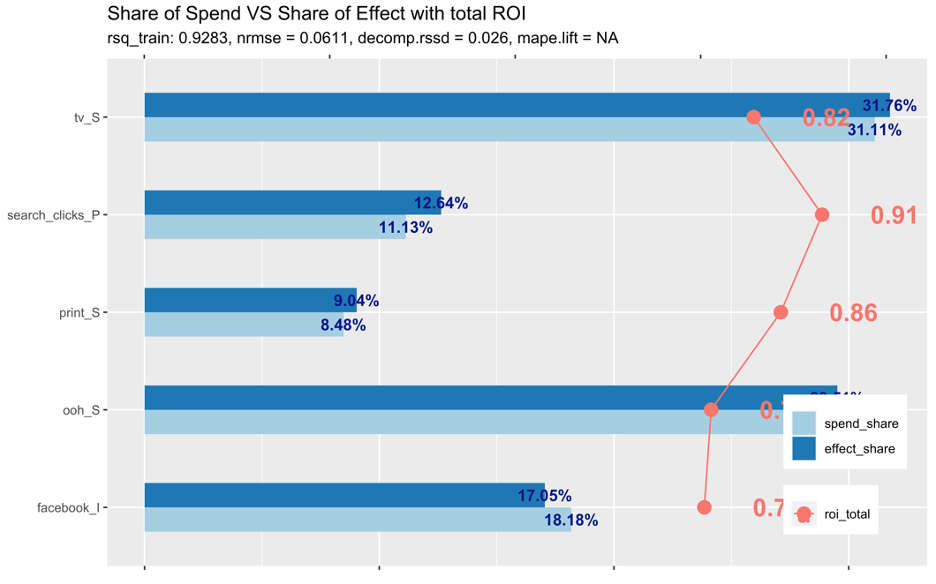 Share of Spend VS Share of Effect with total ROI
rsq_train: 0.9283, nrmse = 0.0611, decomp.rssd = 0.026, mape.lift = NA
tv_S
31.76%
0.82
31.11%
search_clicks_P
12.64%
0.91
11.13%
print_S
9.04%
0.86
8.48%
ooh_S
spend_share
effect_share
facebook_I
17.05%
18.18%
roi_total